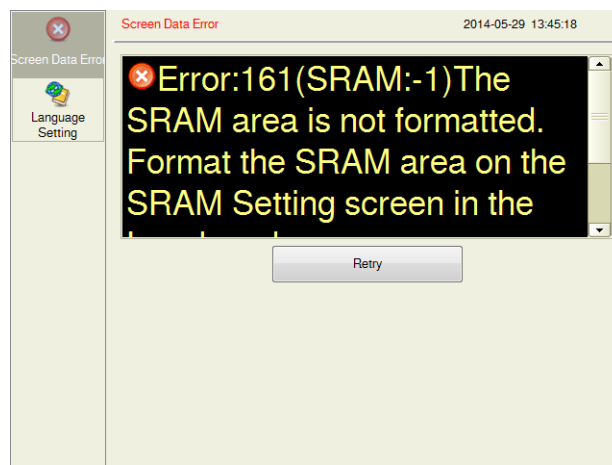 Screen Data Error
2014-05-29 13:45:18
Screen Data Erro
Language
Setting
Error:161(SRAM:-1)The
SRAM area is not formatted.
Format the SRAM area on the
SRAM Setting screen in the
Retry